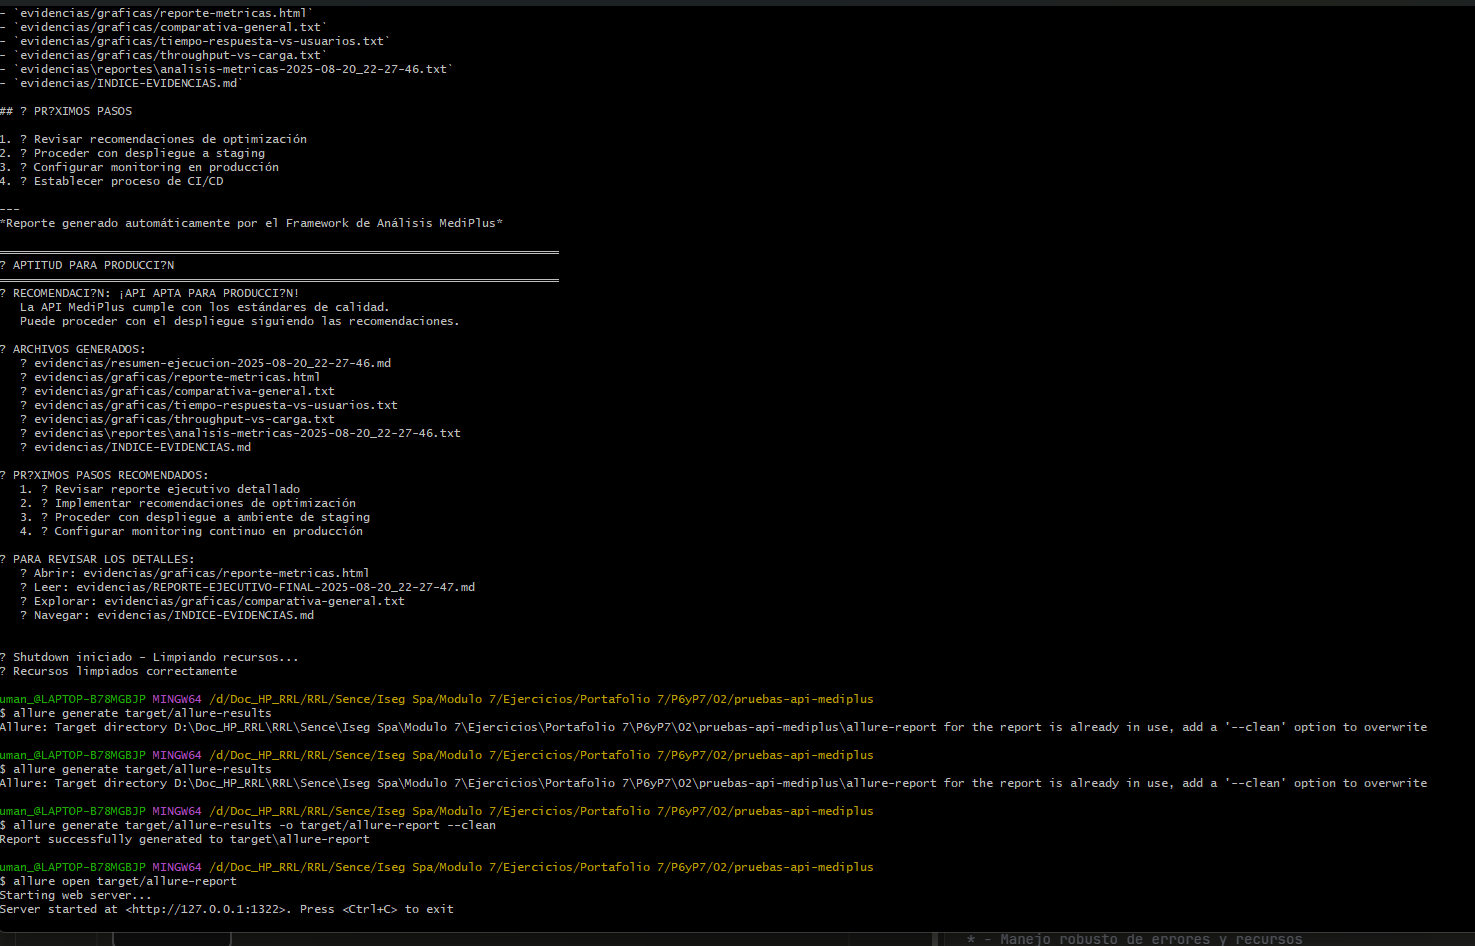 - `evidencias/graficas/reporte-metricas.html`
- `evidencias/graficas/comparativa-general.txt`
- `evidencias/graficas/tiempo-respuesta-vs-usuarios.txt`
- `evidencias/graficas/throughput-vs-carga.txt`
- `evidencias\reportes\analisis-metricas-2025-08-20_22-27-46.txt`
- `evidencias/INDICE-EVIDENCIAS.md`
## ? PR?XIMOS PASOS
1. ? Revisar recomendaciones de optimización
2. ? Proceder con despliegue a staging
3. ? Configurar monitoring en producción
4. ? Establecer proceso de CI/CD
---
*Reporte generado automáticamente por el Framework de Análisis MediPlus*
? APTITUD PARA PRODUCCI?N
? RECOMENDACI?N: ¡API APTA PARA PRODUCCI?N!
La API MediPlus cumple con los estándares de calidad.
Puede proceder con el despliegue siguiendo las recomendaciones.
? ARCHIVOS GENERADOS:
? evidencias/resumen-ejecucion-2025-08-20_22-27-46.md
? evidencias/graficas/reporte-metricas.html
? evidencias/graficas/comparativa-general.txt
? evidencias/graficas/tiempo-respuesta-vs-usuarios.txt
? evidencias/graficas/throughput-vs-carga.txt
? evidencias\reportes\analisis-metricas-2025-08-20_22-27-46.txt
? evidencias/INDICE-EVIDENCIAS.md
? PR?XIMOS PASOS RECOMENDADOS:
1. ? Revisar reporte ejecutivo detallado
2. ? Implementar recomendaciones de optimización
3. ? Proceder con despliegue a ambiente de staging
4. ? Configurar monitoring continuo en producción
? PARA REVISAR LOS DETALLES:
? Abrir: evidencias/graficas/reporte-metricas.html
? Leer: evidencias/REPORTE-EJECUTIVO-FINAL-2025-08-20_22-27-47.md
? Explorar: evidencias/graficas/comparativa-general.txt
? Navegar: evidencias/INDICE-EVIDENCIAS.md
? Shutdown iniciado - Limpiando recursos...
? Recursos limpiados correctamente
uman_@LAPTOP-B78MGBJP MINGW64 /d/Doc_HP_RRL/RRL/Sence/Iseg Spa/Modulo 7/Ejercicios/Portafolio 7/P6yP7/02/pruebas-api-mediplus
$ allure generate target/allure-results
Allure: Target directory D:\Doc_HP_RRL\RRL\Sence\Iseg Spa\Modulo 7\Ejercicios\Portafolio 7\P6yP7\02\pruebas-api-mediplus\allure-report for the report is already in use, add a '--clean' option to overwrite
uman_@LAPTOP-B78MGBJP MINGW64 /d/Doc_HP_RRL/RRL/Sence/Iseg Spa/Modulo 7/Ejercicios/Portafolio 7/P6yP7/02/pruebas-api-mediplus
$ allure generate target/allure-results
Allure: Target directory D:\Doc_HP_RRL\RRL\Sence\Iseg Spa\Modulo 7\Ejercicios\Portafolio 7\P6yP7\02\pruebas-api-mediplus\allure-report for the report is already in use, add a '--clean' option to overwrite
uman_@LAPTOP-B78MGBJP MINGW64 /d/Doc_HP_RRL/RRL/Sence/Iseg Spa/Modulo 7/Ejercicios/Portafolio 7/P6yP7/02/pruebas-api-mediplus
$ allure generate target/allure-results -o target/allure-report --clean
Report successfully generated to target\allure-report
uman_@LAPTOP-B78MGBJP MINGW64 /d/Doc_HP_RRL/RRL/Sence/Iseg Spa/Modulo 7/Ejercicios/Portafolio 7/P6yP7/02/pruebas-api-mediplus
$ allure open target/allure-report
Starting web server...
Server started at <http://127.0.0.1:1322>. Press <Ctrl+C> to exit
* - Manejo robusto de errores y recursos